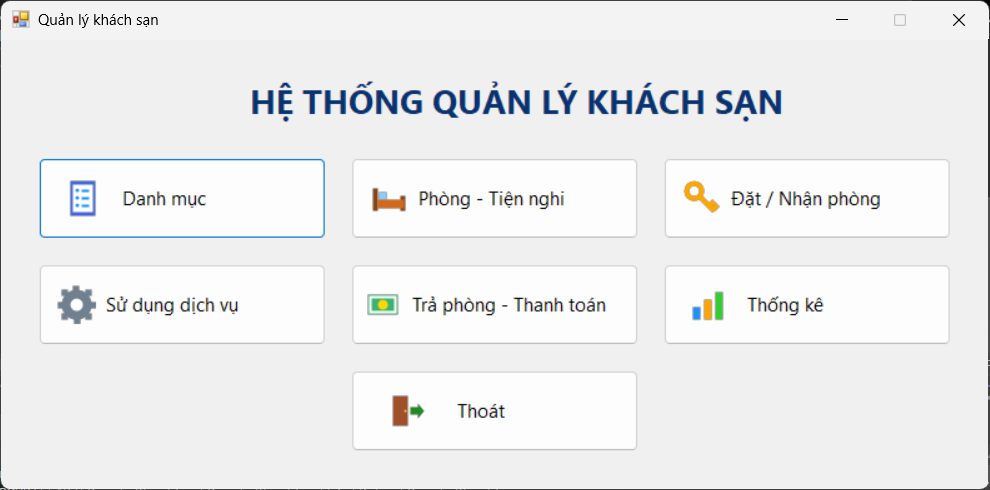 Quản lý khách sạn
HỆ THỐNG QUẢN LÝ KHÁCH SẠN
Danh mục
Phòng - Tiện nghi
Đặt / Nhận phòng
Sử dụng dịch vụ
Trả phòng - Thanh toán
Thống kê
Thoát